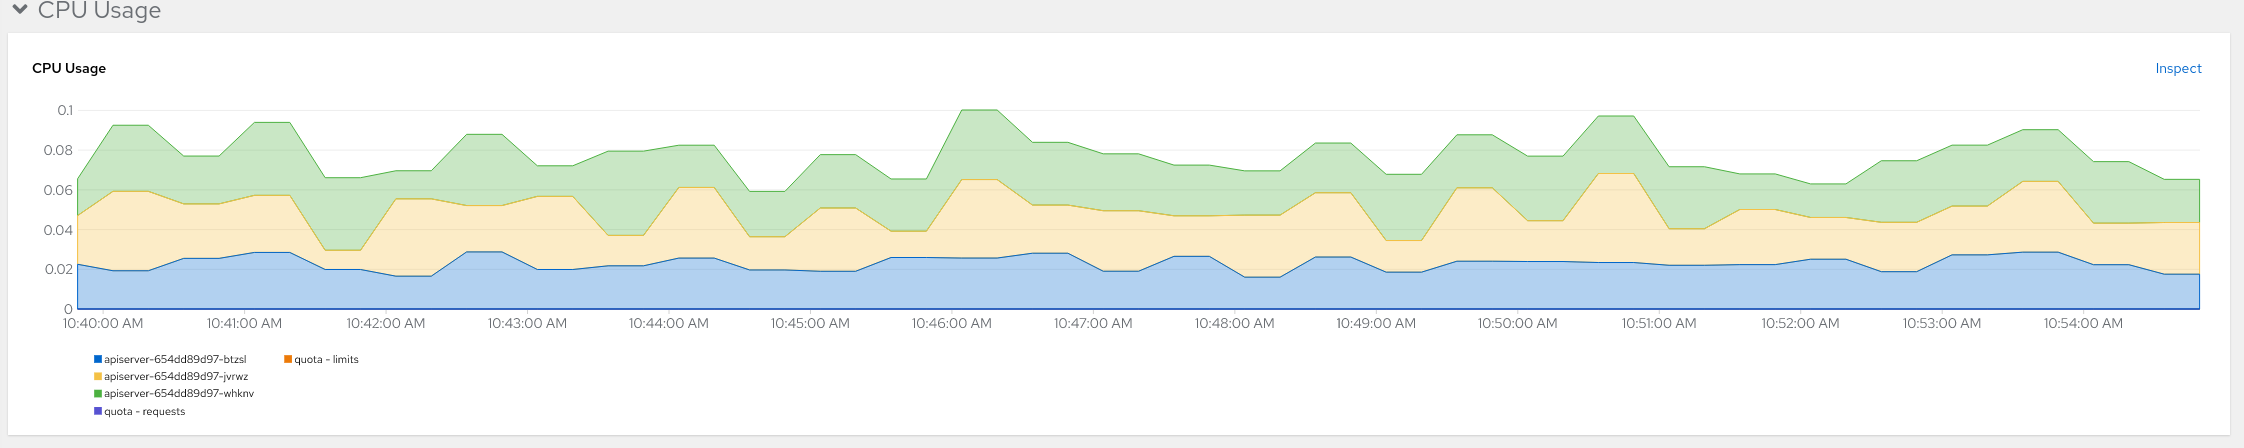 CPU Usage
CPU Usage
Inspect
0.1
0.08
0.06
0.04
0.02
0
10:40:00 AM 10:41:00 AM 10:42:00 AM 10:43:00 AM 10:44:00 AM 10:45:00 AM 10:46:00 AM 10:47:00 AM 10:48:00 AM 10:49:00 AM 10:50:00 AM 10:51:00 AM 10:52:00 AM 10:53:00 AM 10:54:00 AM
apiserver-654dd89d97-btzsl quota - limits
apiserver-654dd89d97-jvrwz
apiserver-654dd89d97-whknv
quota - requests